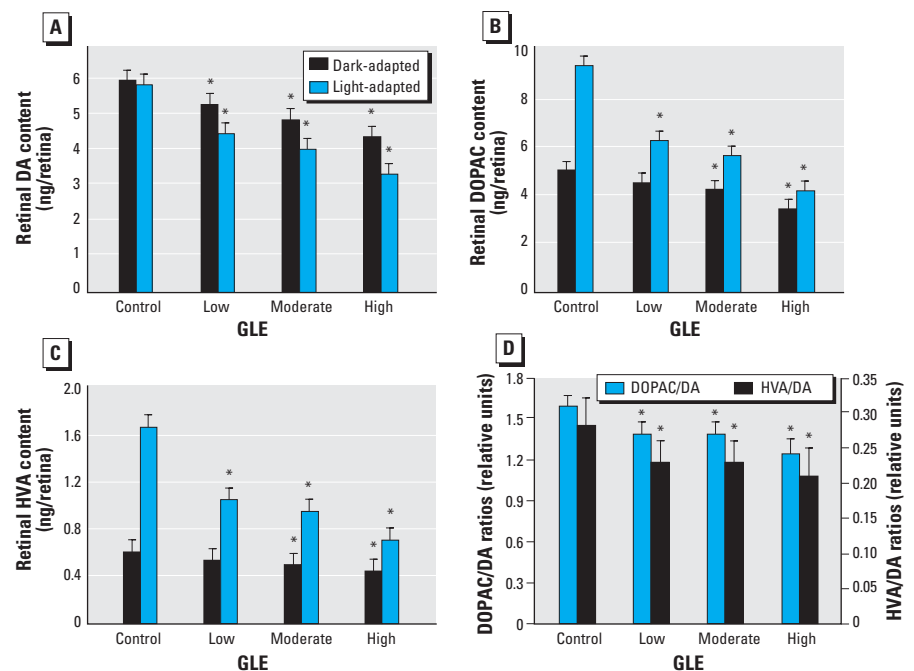 A
Retinal DA content
(ng/retina)
6
5
4
3
2
1
0
Dark-adapted
Light-adapted
* * * * * *
Control Low Moderate High
GLE
B
Retinal DOPAC content
(ng/retina)
10
8
6
4
2
0
* * * * *
Control Low Moderate High
GLE
C
Retinal HVA content
(ng/retina)
2.0
1.6
1.2
0.8
0.4
0
* * * * *
Control Low Moderate High
GLE
D
DOPAC/DA ratios (relative units)
1.8
1.5
1.2
0.9
0.6
0.3
0
DOPAC/DA HVA/DA
* * * * * *
0.35
0.30
0.25
0.20
0.15
0.10
0.05
0
HVA/DA ratios (relative units)
Control Low Moderate High
GLE